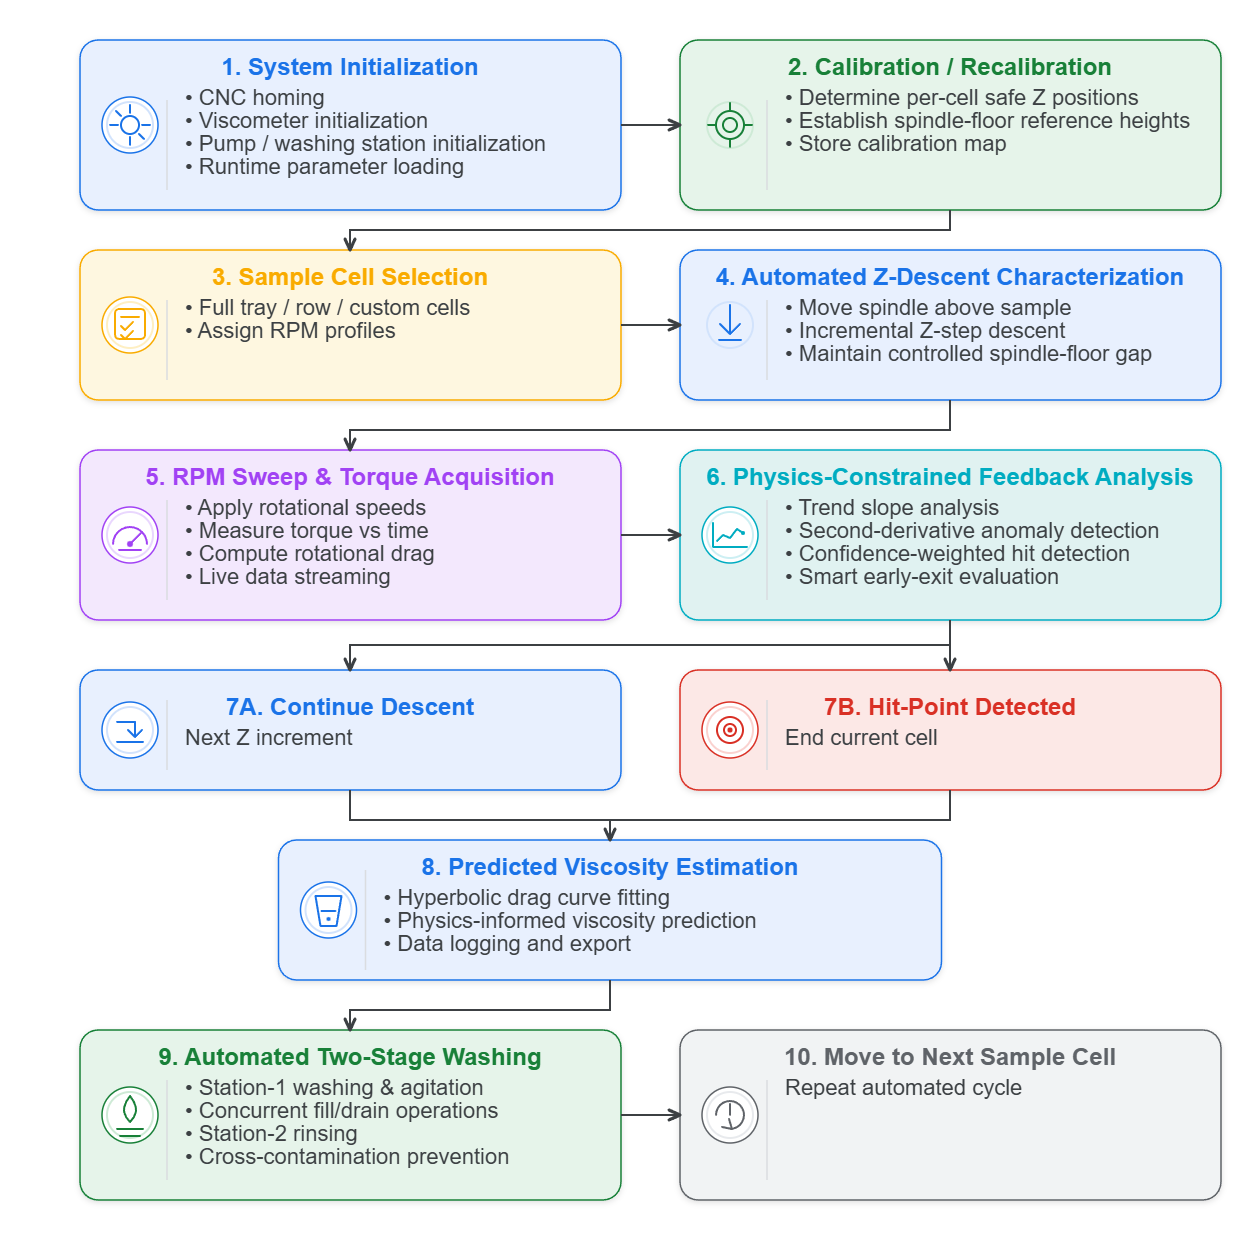 1. System Initialization
• CNC homing
• Viscometer initialization
• Pump / washing station initialization
• Runtime parameter loading
2. Calibration / Recalibration
• Determine per-cell safe Z positions
• Establish spindle-floor reference heights
• Store calibration map
3. Sample Cell Selection
• Full tray / row / custom cells
• Assign RPM profiles
4. Automated Z-Descent Characterization
• Move spindle above sample
• Incremental Z-step descent
• Maintain controlled spindle-floor gap
5. RPM Sweep & Torque Acquisition
• Apply rotational speeds
• Measure torque vs time
• Compute rotational drag
• Live data streaming
6. Physics-Constrained Feedback Analysis
• Trend slope analysis
• Second-derivative anomaly detection
• Confidence-weighted hit detection
• Smart early-exit evaluation
7A. Continue Descent
Next Z increment
7B. Hit-Point Detected
End current cell
8. Predicted Viscosity Estimation
• Hyperbolic drag curve fitting
• Physics-informed viscosity prediction
• Data logging and export
9. Automated Two-Stage Washing
• Station-1 washing & agitation
• Concurrent fill/drain operations
• Station-2 rinsing
• Cross-contamination prevention
10. Move to Next Sample Cell
Repeat automated cycle